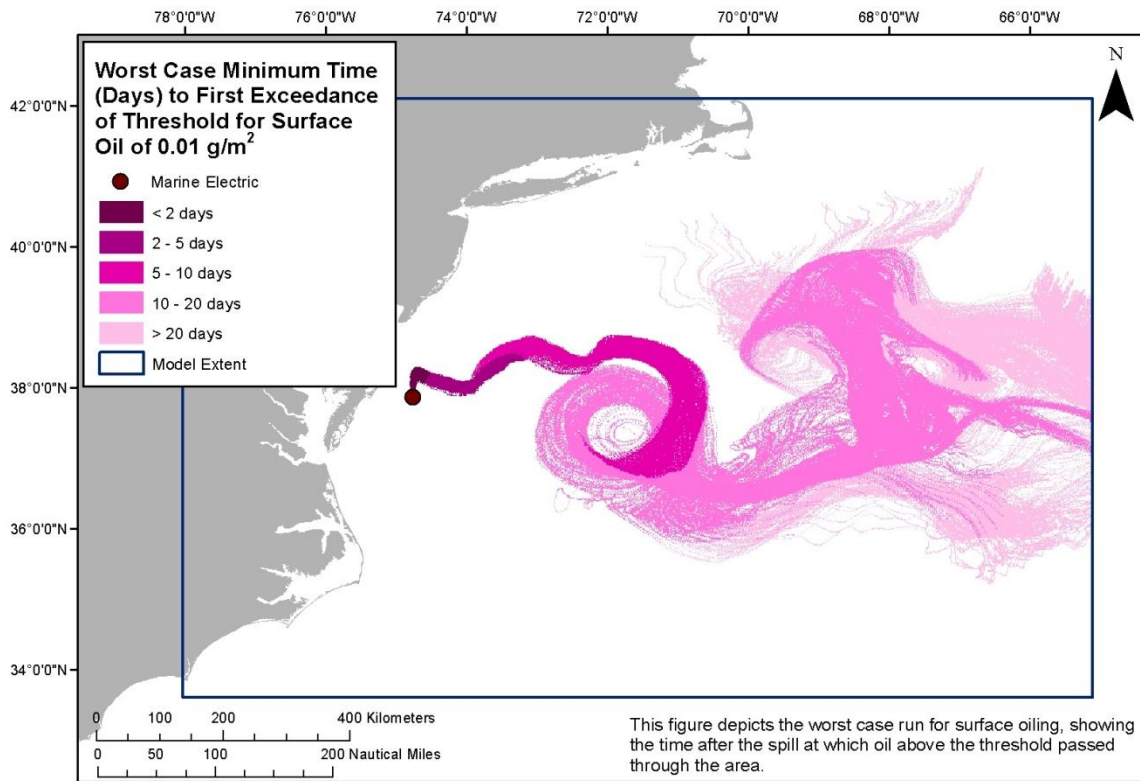 78°0'0"W 76°0'0"W 74°0'0"W 72°0'0"W 70°0'0"W 68°0'0"W 66°0'0"W
Worst Case Minimum Time
(Days) to First Exceedance
of Threshold for Surface
Oil of 0.01 g/m²
Marine Electric
< 2 days
2 - 5 days
5 - 10 days
10 - 20 days
> 20 days
Model Extent
N
42°0'0"N
40°0'0"N
38°0'0"N
36°0'0"N
34°0'0"N
0 100 200 400 Kilometers
0 50 100 200 Nautical Miles
This figure depicts the worst case run for surface oiling, showing
the time after the spill at which oil above the threshold passed
through the area.